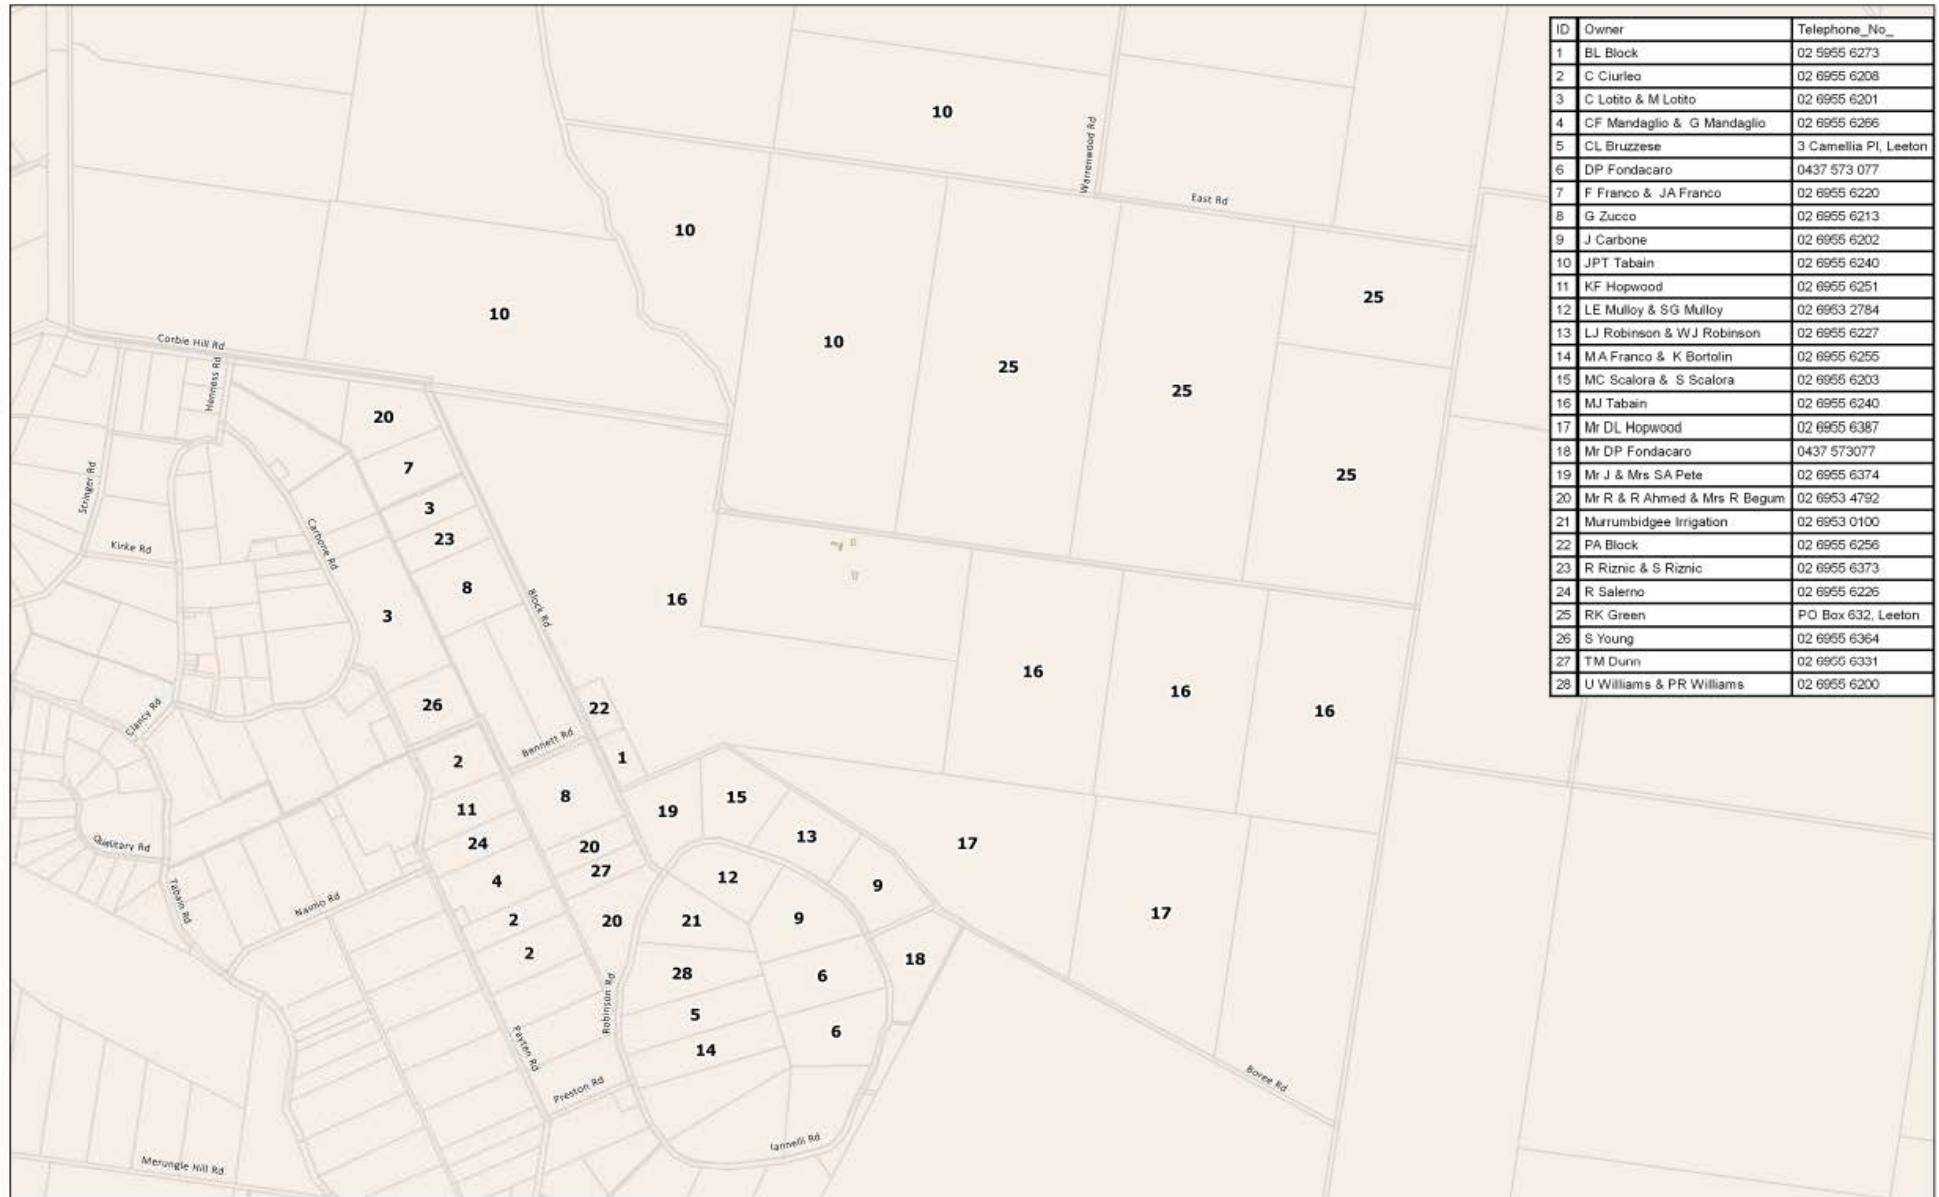 ID Owner Telephone_No_
1 BL Block 02 5955 6273
2 C Ciurleo 02 6955 6208
3 C Lotito & M Lotito 02 6955 6201
4 CF Mandaglio & G Mandaglio 02 6955 6266
5 CL Bruzzese 3 Camellia Pl, Leeton
6 DP Fondacaro 0437 573 077
7 F Franco & JA Franco 02 6955 6220
8 G Zucco 02 6955 6213
9 J Carbone 02 6955 6202
10 JPT Tabain 02 6955 6240
11 KF Hopwood 02 6955 6251
12 LE Mulloy & SG Mulloy 02 6953 2784
13 LJ Robinson & WJ Robinson 02 6955 6227
14 MA Franco & K Bortolin 02 6955 6255
15 MC Scalora & S Scalora 02 6955 6203
16 MJ Tabain 02 6955 6240
17 Mr DL Hopwood 02 6955 6387
18 Mr DP Fondacaro 0437 573077
19 Mr J & Mrs SA Pete 02 6955 6374
20 Mr R & R Ahmed & Mrs R Begum 02 6953 4792
21 Murrumbidgee Irrigation 02 6953 0100
22 PA Block 02 6955 6256
23 R Riznic & S Riznic 02 6955 6373
24 R Salerno 02 6955 6226
25 RK Green PO Box 632, Leeton
26 S Young 02 6955 6364
27 TM Dunn 02 6955 6331
28 U Williams & PR Williams 02 6955 6200
10
Warrenwood Rd
East Rd
10
25
10
Corbie Hill Rd
10
25
Henness Rd
25
20
7
25
Stringer Rd
3
23
Carbone Rd
Kirke Rd
8
16
Block Rd
3
16
16
26
22
16
Clancy Rd
Bennett Rd
2
1
8
15
11
19
13
24
20
17
Tabain Rd
27
12
4
9
Naimo Rd
2
20
21
9
17
2
18
28
6
Robinson Rd
5
6
Payten Rd
14
Boree Rd
Preston Rd
Iannelli Rd
Merungle Hill Rd